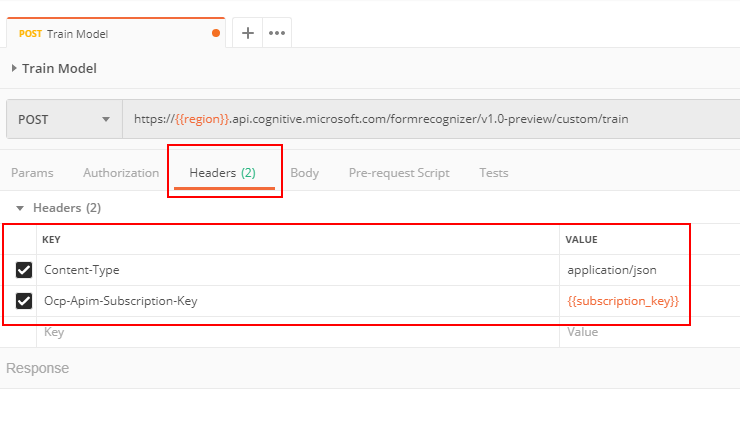 POST Train Model
Train Model
POST https://{{region}}.api.cognitive.microsoft.com/formrecognizer/v1.0-preview/custom/train
Params Authorization Headers (2) Body Pre-request Script Tests
Headers (2)
KEY VALUE
Content-Type application/json
Ocp-Apim-Subscription-Key {{subscription_key}}
Key Value
Response